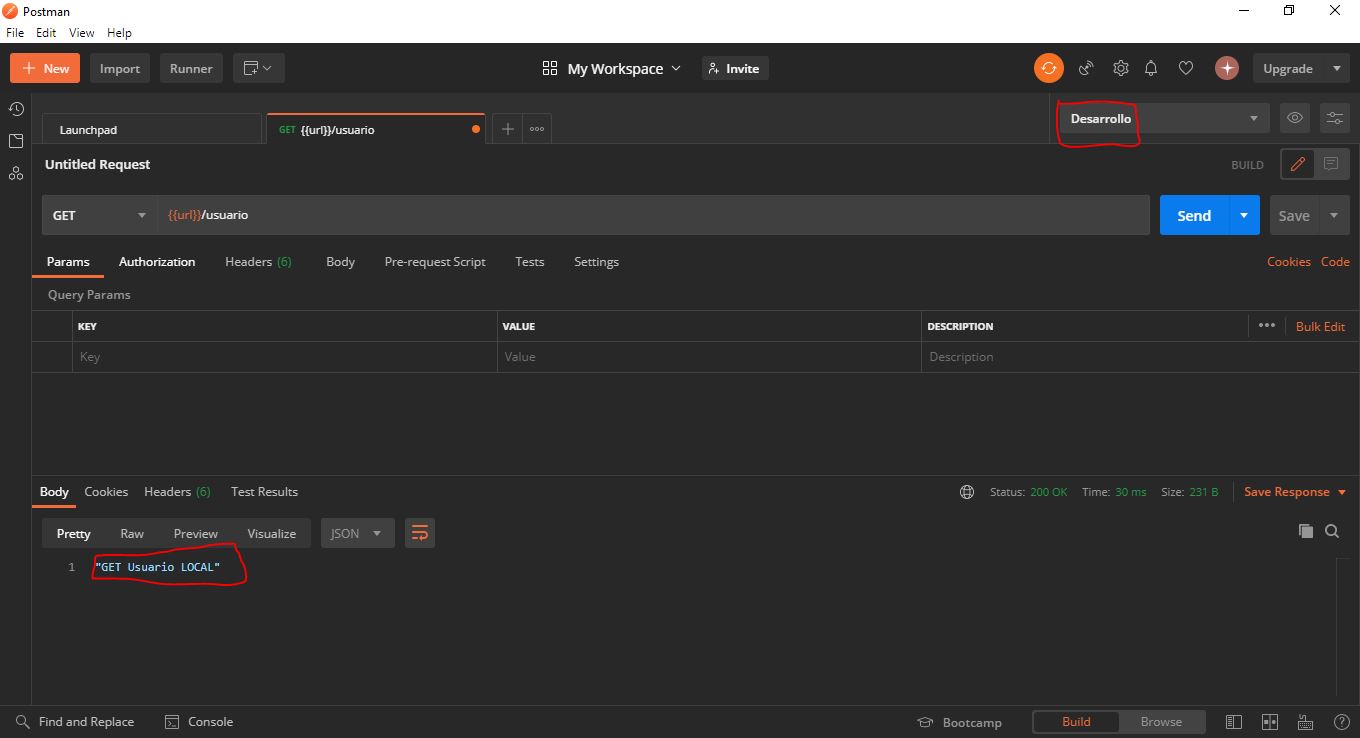 Postman
File Edit View Help
New Import Runner My Workspace Invite Upgrade
Launchpad GET {{url}}/usuario Desarrollo
Untitled Request BUILD
GET {{url}}/usuario Send Save
Params Authorization Headers (6) Body Pre-request Script Tests Settings Cookies Code
Query Params
KEY VALUE DESCRIPTION Bulk Edit
Key Value Description
Body Cookies Headers (6) Test Results Status: 200 OK Time: 30 ms Size: 231 B Save Response
Pretty Raw Preview Visualize JSON
1 "GET Usuario LOCAL"
Find and Replace Console Bootcamp Build Browse